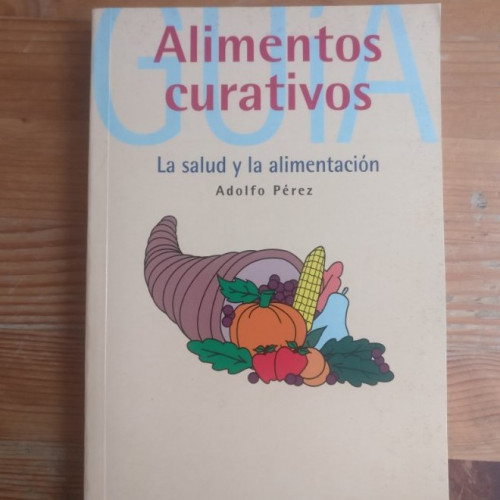 GUÍA
Alimentos
curativos
La salud y la alimentación
Adolfo Pérez